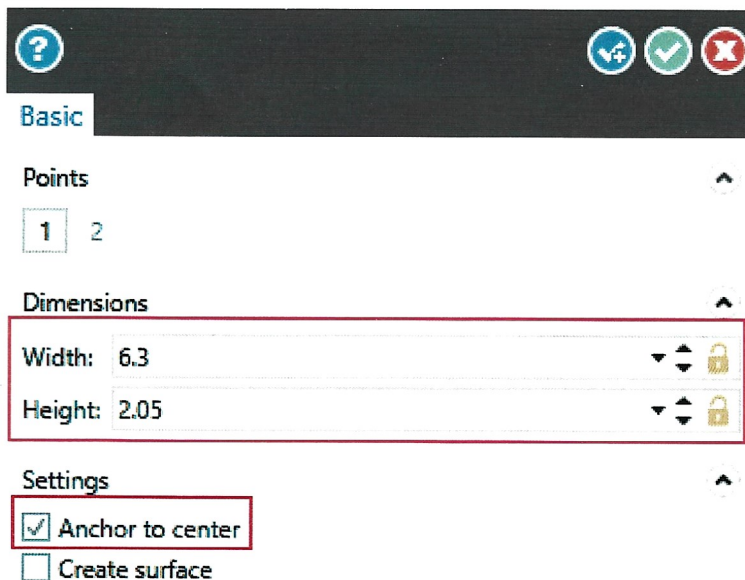 ?
Basic
Points
1 2
Dimensions
Width: 6.3
Height: 2.05
Settings
Anchor to center
Create surface